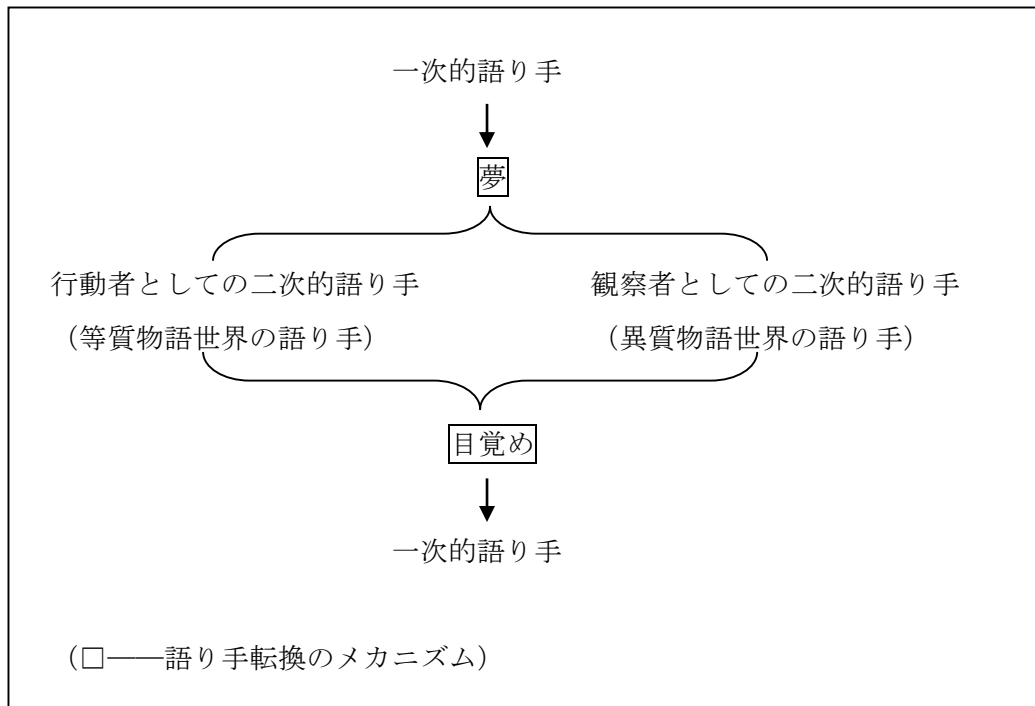 一次的語り手
夢
行動者としての二次的語り手 観察者としての二次的語り手
（等質物語世界の語り手） （異質物語世界の語り手）
目覚め
一次的語り手
（□――語り手転換のメカニズム）